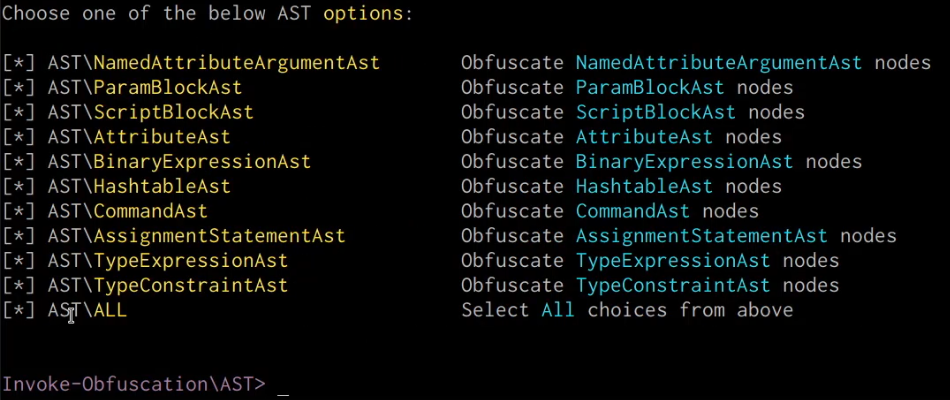 Choose one of the below AST options:
[*] AST\NamedAttributeArgumentAst Obfuscate NamedAttributeArgumentAst nodes
[*] AST\ParamBlockAst Obfuscate ParamBlockAst nodes
[*] AST\ScriptBlockAst Obfuscate ScriptBlockAst nodes
[*] AST\AttributeAst Obfuscate AttributeAst nodes
[*] AST\BinaryExpressionAst Obfuscate BinaryExpressionAst nodes
[*] AST\HashtableAst Obfuscate HashtableAst nodes
[*] AST\CommandAst Obfuscate CommandAst nodes
[*] AST\AssignmentStatementAst Obfuscate AssignmentStatementAst nodes
[*] AST\TypeExpressionAst Obfuscate TypeExpressionAst nodes
[*] AST\TypeConstraintAst Obfuscate TypeConstraintAst nodes
[*] AST\ALL Select All choices from above
Invoke-Obfuscation\AST> _